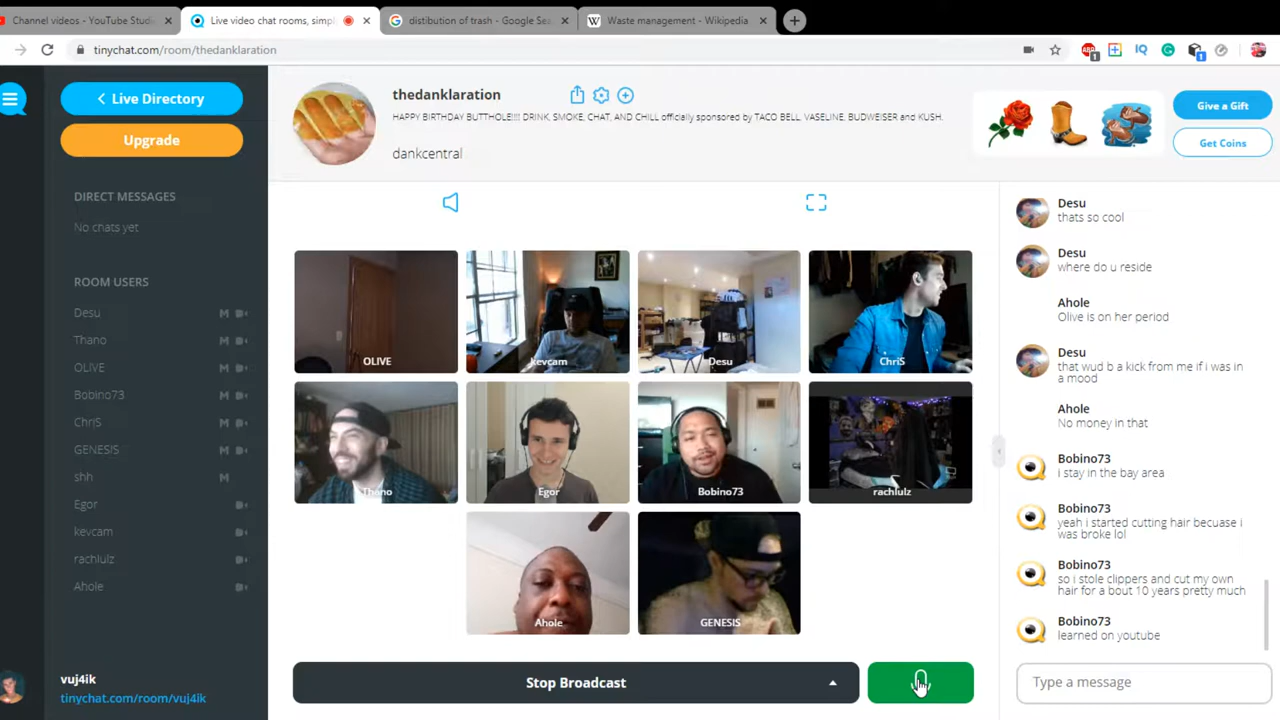 Channel videos - YouTube Studi
Live video chat rooms, simpl
distibution of trash - Google Sea
Waste management - Wikipedia
tinychat.com/room/thedanklaration
Live Directory
Upgrade
DIRECT MESSAGES
No chats yet
ROOM USERS
Desu
Thano
OLIVE
Bobino73
ChriS
GENESIS
shh
Egor
kevcam
rachlulz
Ahole
vuj4ik
tinychat.com/room/vuj4ik
thedanklaration
HAPPY BIRTHDAY BUTTHOLE!!!! DRINK, SMOKE, CHAT, AND CHILL officially sponsored by TACO BELL, VASELINE, BUDWEISER and KUSH.
dankcentral
Give a Gift
Get Coins
OLIVE
kevcam
Desu
ChriS
Thano
Egor
Bobino73
rachlulz
Ahole
GENESIS
Stop Broadcast
Desu
thats so cool
Desu
where do u reside
Ahole
Olive is on her period
Desu
that wud b a kick from me if i was in
a mood
Ahole
No money in that
Bobino73
i stay in the bay area
Bobino73
yeah i started cutting hair becuase i
was broke lol
Bobino73
so i stole clippers and cut my own
hair for a bout 10 years pretty much
Bobino73
learned on youtube
Type a message